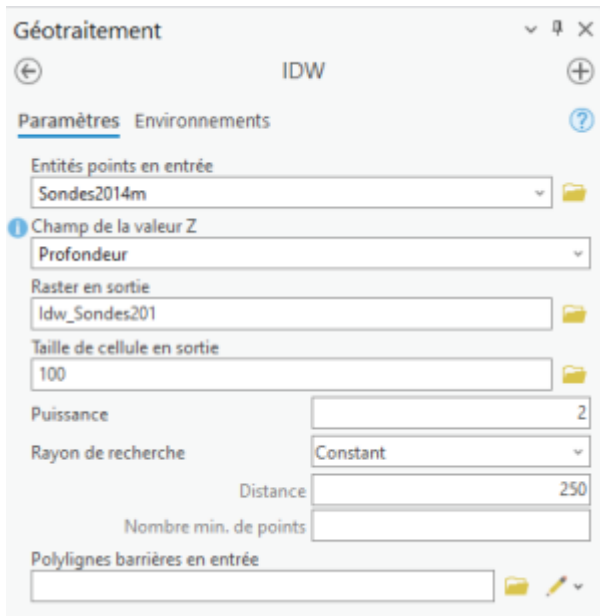 Géotraitement
IDW
Paramètres Environnements
Entités points en entrée
Sondes2014m
Champ de la valeur Z
Profondeur
Raster en sortie
Idw_Sondes201
Taille de cellule en sortie
100
Puissance 2
Rayon de recherche Constant
Distance 250
Nombre min. de points
Polylignes barrières en entrée